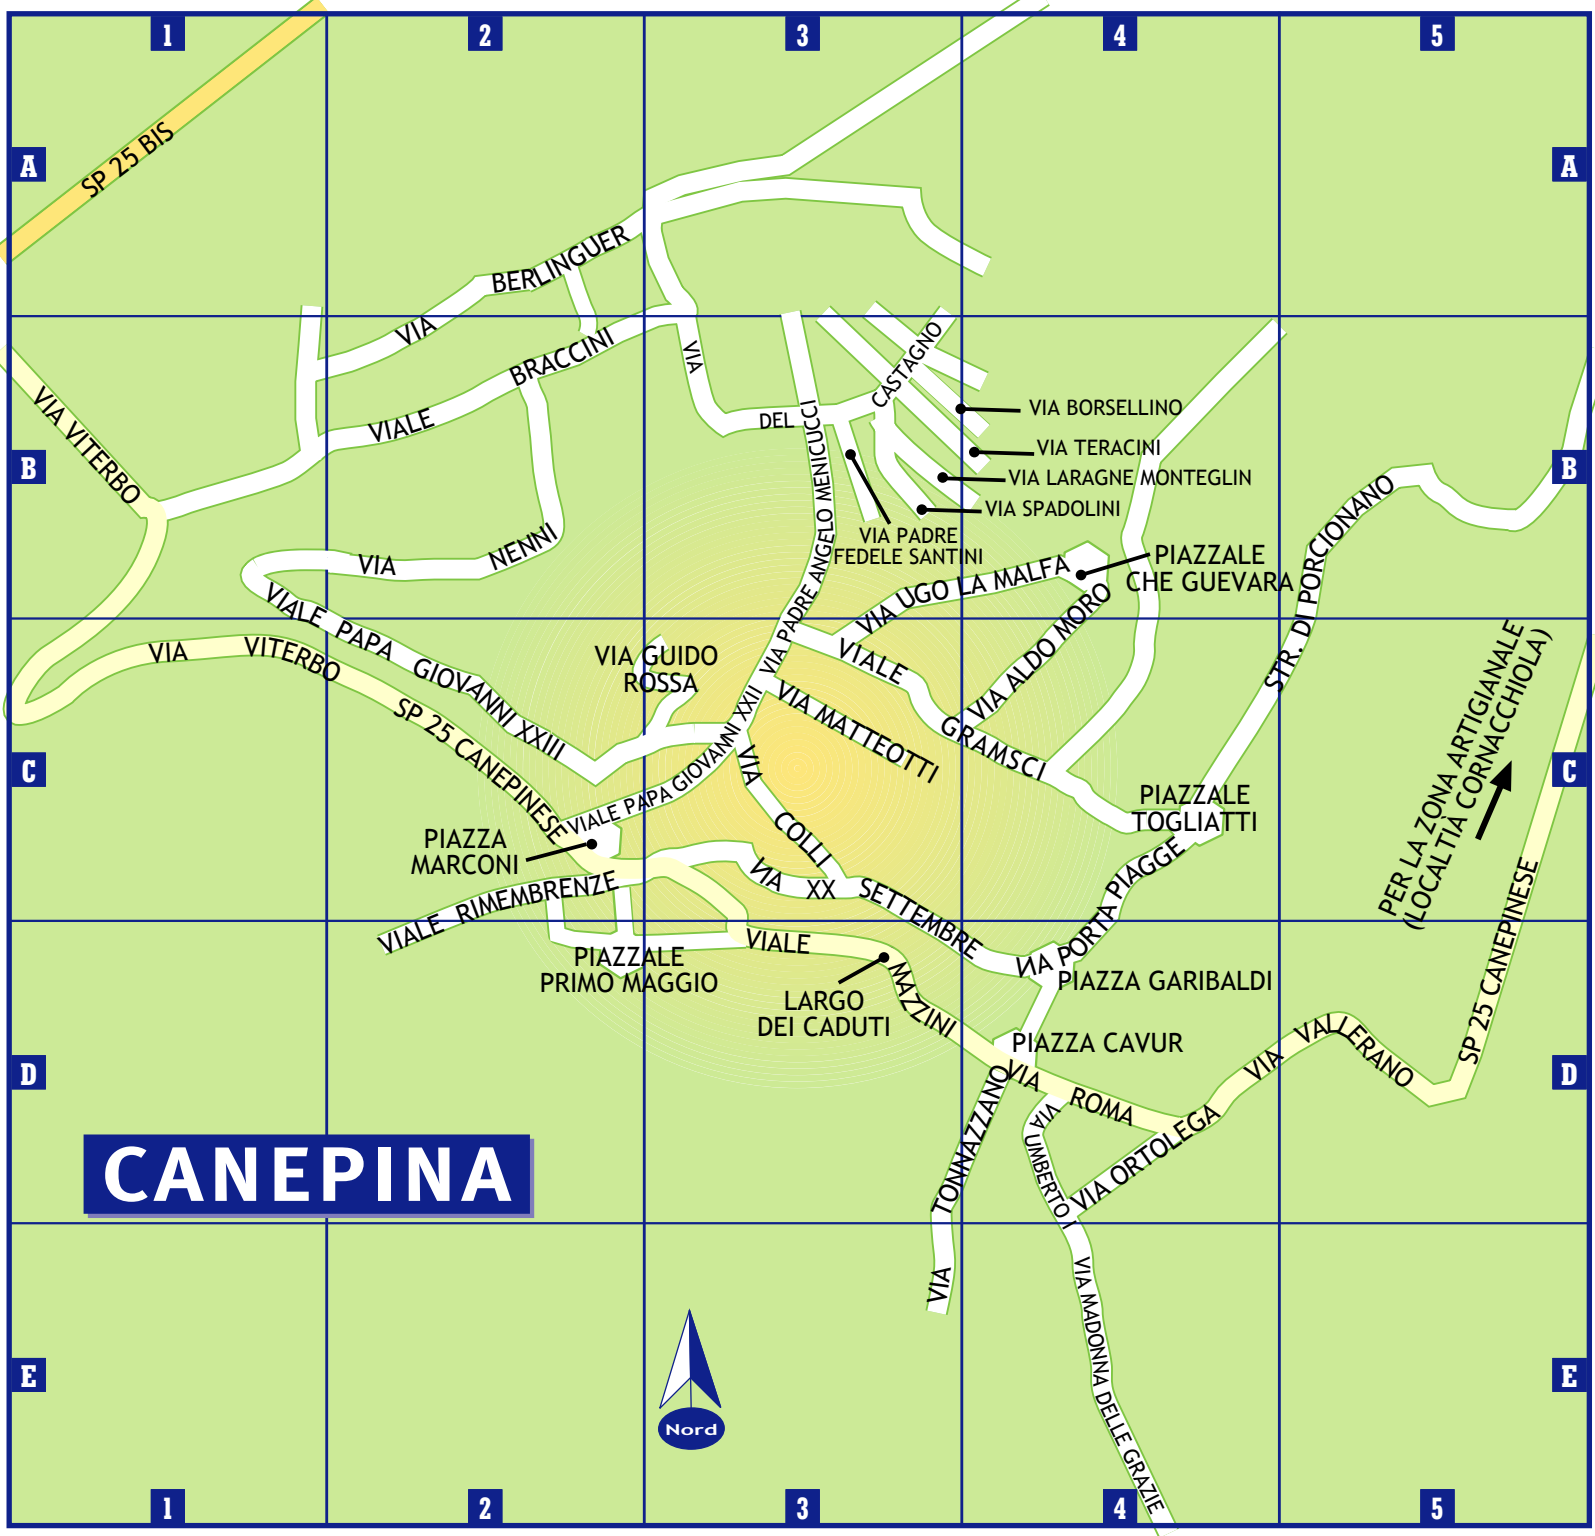 1 2 3 4 5
A A
SP 25 BIS
VIA BERLINGUER
VIALE BRACCINI
VIA DEL CASTAGNO
VIA VITERBO
B B
VIA BORSELLINO
VIA TERACINI
VIA LARAGNE MONTEGLIN
VIA SPADOLINI
VIA PADRE
FEDELE SANTINI
VIA PADRE ANGELO MENICUCCI
VIA NENNI
PIAZZALE
CHE GUEVARA
VIA UGO LA MALFA
VIA ALDO MORO
STR. DI PORCIONANO
VIALE PAPA GIOVANNI XXIII
VIA VITERBO
SP 25 CANEPINESE
VIA GUIDO
ROSSA
VIALE GRAMSCI
VIA MATTEOTTI
VIALE PAPA GIOVANNI XXII
VIA COLLI
C C
PIAZZALE
TOGLIATTI
PER LA ZONA ARTIGIANALE
(LOCALTIÀ CORNACCHIOLA)
PIAZZA
MARCONI
VIALE RIMEMBRENZE
VIA XX SETTEMBRE
VIA PORTA PIAGGE
SP 25 CANEPINESE
PIAZZALE
PRIMO MAGGIO
VIALE MAZZINI
LARGO
DEI CADUTI
PIAZZA GARIBALDI
PIAZZA CAVUR
D D
VIA ROMA
VIA VALLERANO
VIA TONNAZZANO
VIA UMBERTO I
VIA ORTOLEGA
CANEPINA
VIA MADONNA DELLE GRAZIE
E E
Nord
1 2 3 4 5